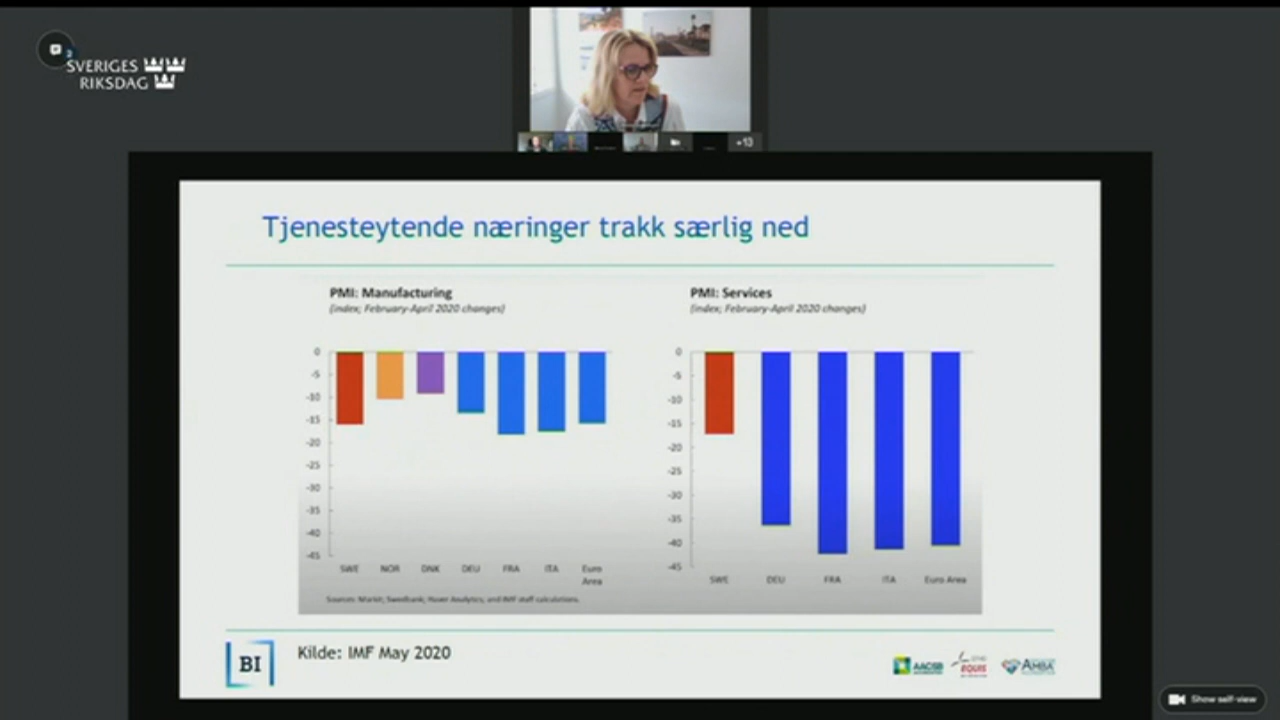 2
SVERIGES
RIKSDAG
+13
Tjenesteytende næringer trakk særlig ned
PMI: Manufacturing
(index; February-April 2020 changes)
0
-5
-10
-15
-20
-25
-30
-35
-40
-45
SWE NOR DNK DEU FRA ITA Euro
Area
Sources: Markit, Swedbank, Haver Analytics, and IMF staff calculations.
PMI: Services
(index; February-April 2020 changes)
0
-5
-10
-15
-20
-25
-30
-35
-40
-45
SWE DEU FRA ITA Euro Area
BI
Kilde: IMF May 2020
AACSB
EQUIS
AMBA
Show self-view